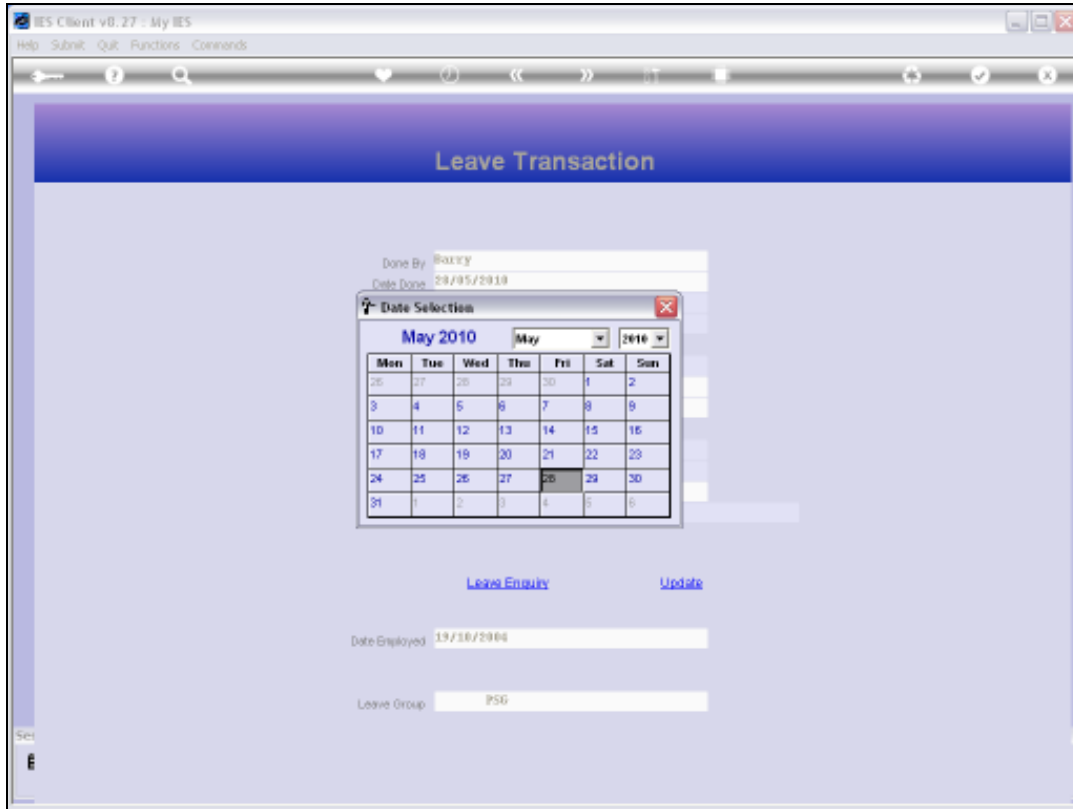 IES Client v8.27 : My IES
Help Submit Quit Functions Commands
Leave Transaction
Done By Barry
Date Done 28/05/2010
Date Selection
May 2010 May 2010
Mon Tue Wed Thu Fri Sat Sun
26 27 28 29 30 1 2
3 4 5 6 7 8 9
10 11 12 13 14 15 16
17 18 19 20 21 22 23
24 25 26 27 28 29 30
31 1 2 3 4 5 6
Leave Enquiry Update
Date Employed 19/10/2006
Leave Group PSG
Ses